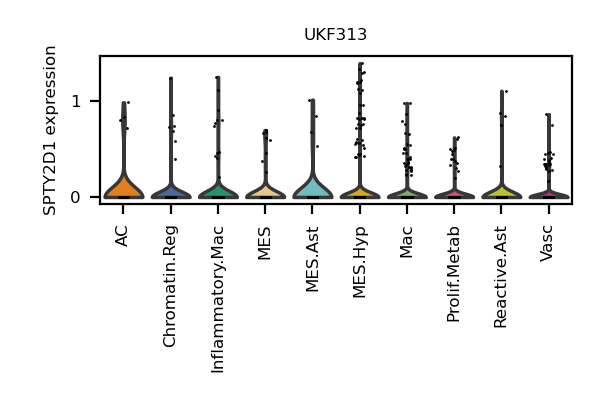 UKF313
SPTY2D1 expression
1
0
AC
Chromatin.Reg
Inflammatory.Mac
MES
MES.Ast
MES.Hyp
Mac
Prolif.Metab
Reactive.Ast
Vasc